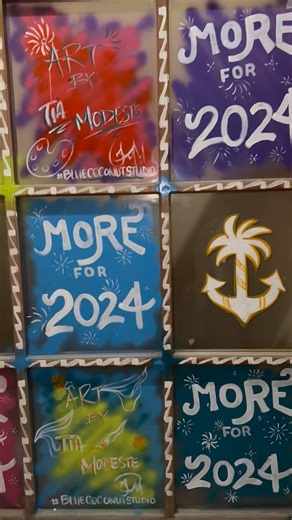 ART
BY
TIA MODESTE
#BLUECOCONUTSTUDIO
MORE
FOR
2024
MORE
FOR
2024
ART
BY
TIA
MODESTE
#BLUECOCONUTSTUDIO
MORE
FOR
2024